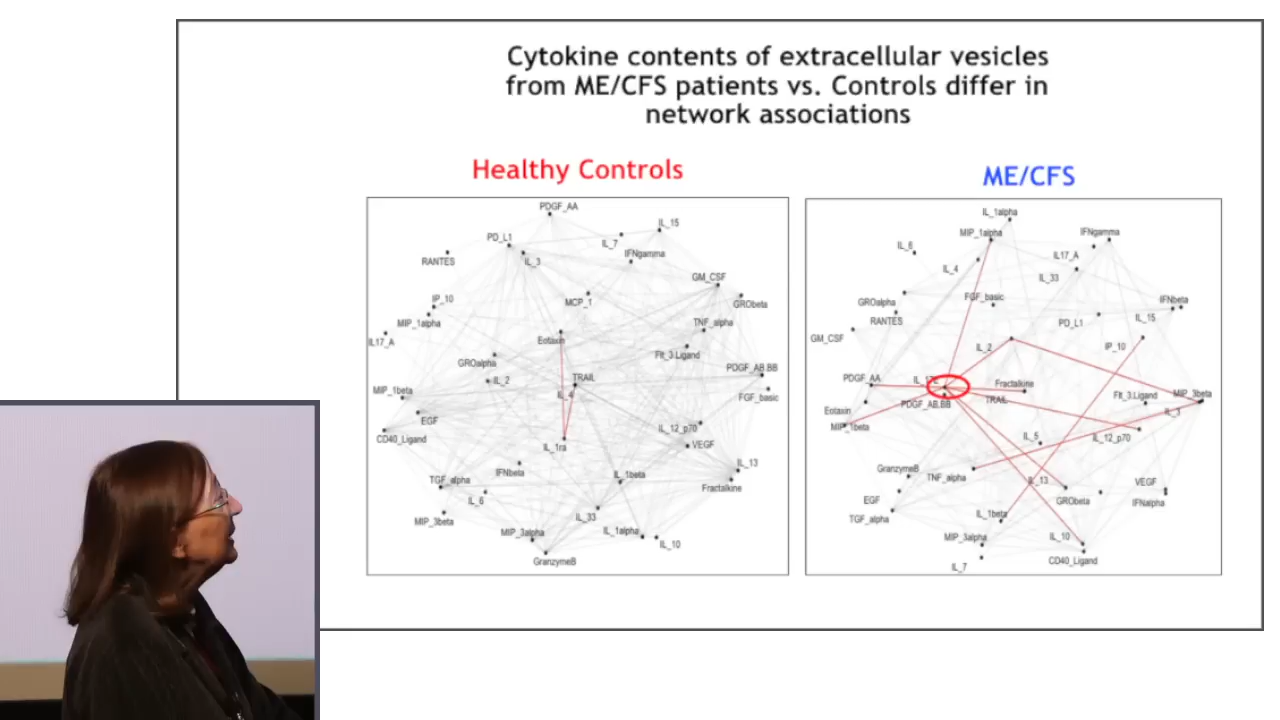 Cytokine contents of extracellular vesicles
from ME/CFS patients vs. Controls differ in
network associations
Healthy Controls
PDGF_AA
IL_15
PD_L1
IL_7
IL_3
IFNgamma
RANTES
GM_CSF
IP_10
MCP_1
GRObeta
MIP_1alpha
TNF_alpha
IL17_A
Eotaxin
Flt_3.Ligand
GROalpha
TRAIL
PDGF_AB.BB
IL_2
MIP_1beta
IL_4
FGF_basic
EGF
IL_12_p70
CD40_Ligand
IL_1ra
VEGF
IL_13
IFNbeta
TGF_alpha
IL_1beta
Fractalkine
IL_6
MIP_3beta
IL_33
MIP_3alpha
IL_1alpha
IL_10
GranzymeB
ME/CFS
IL_1alpha
MIP_1alpha
IFNgamma
IL17_A
IL_4
IL_33
GROalpha
FGF_basic
IFNbeta
RANTES
PD_L1
IL_15
GM_CSF
IL_2
IP_10
PDGF_AA
Fractalkine
PDGF_AB.BB
TRAIL
Flt_3.Ligand
MIP_3beta
Eotaxin
IL_3
MIP_1beta
IL_5
IL_12_p70
GranzymeB
TNF_alpha
IL_13
VEGF
EGF
GRObeta
IFNalpha
TGF_alpha
IL_1beta
MIP_3alpha
IL_10
IL_7
CD40_Ligand